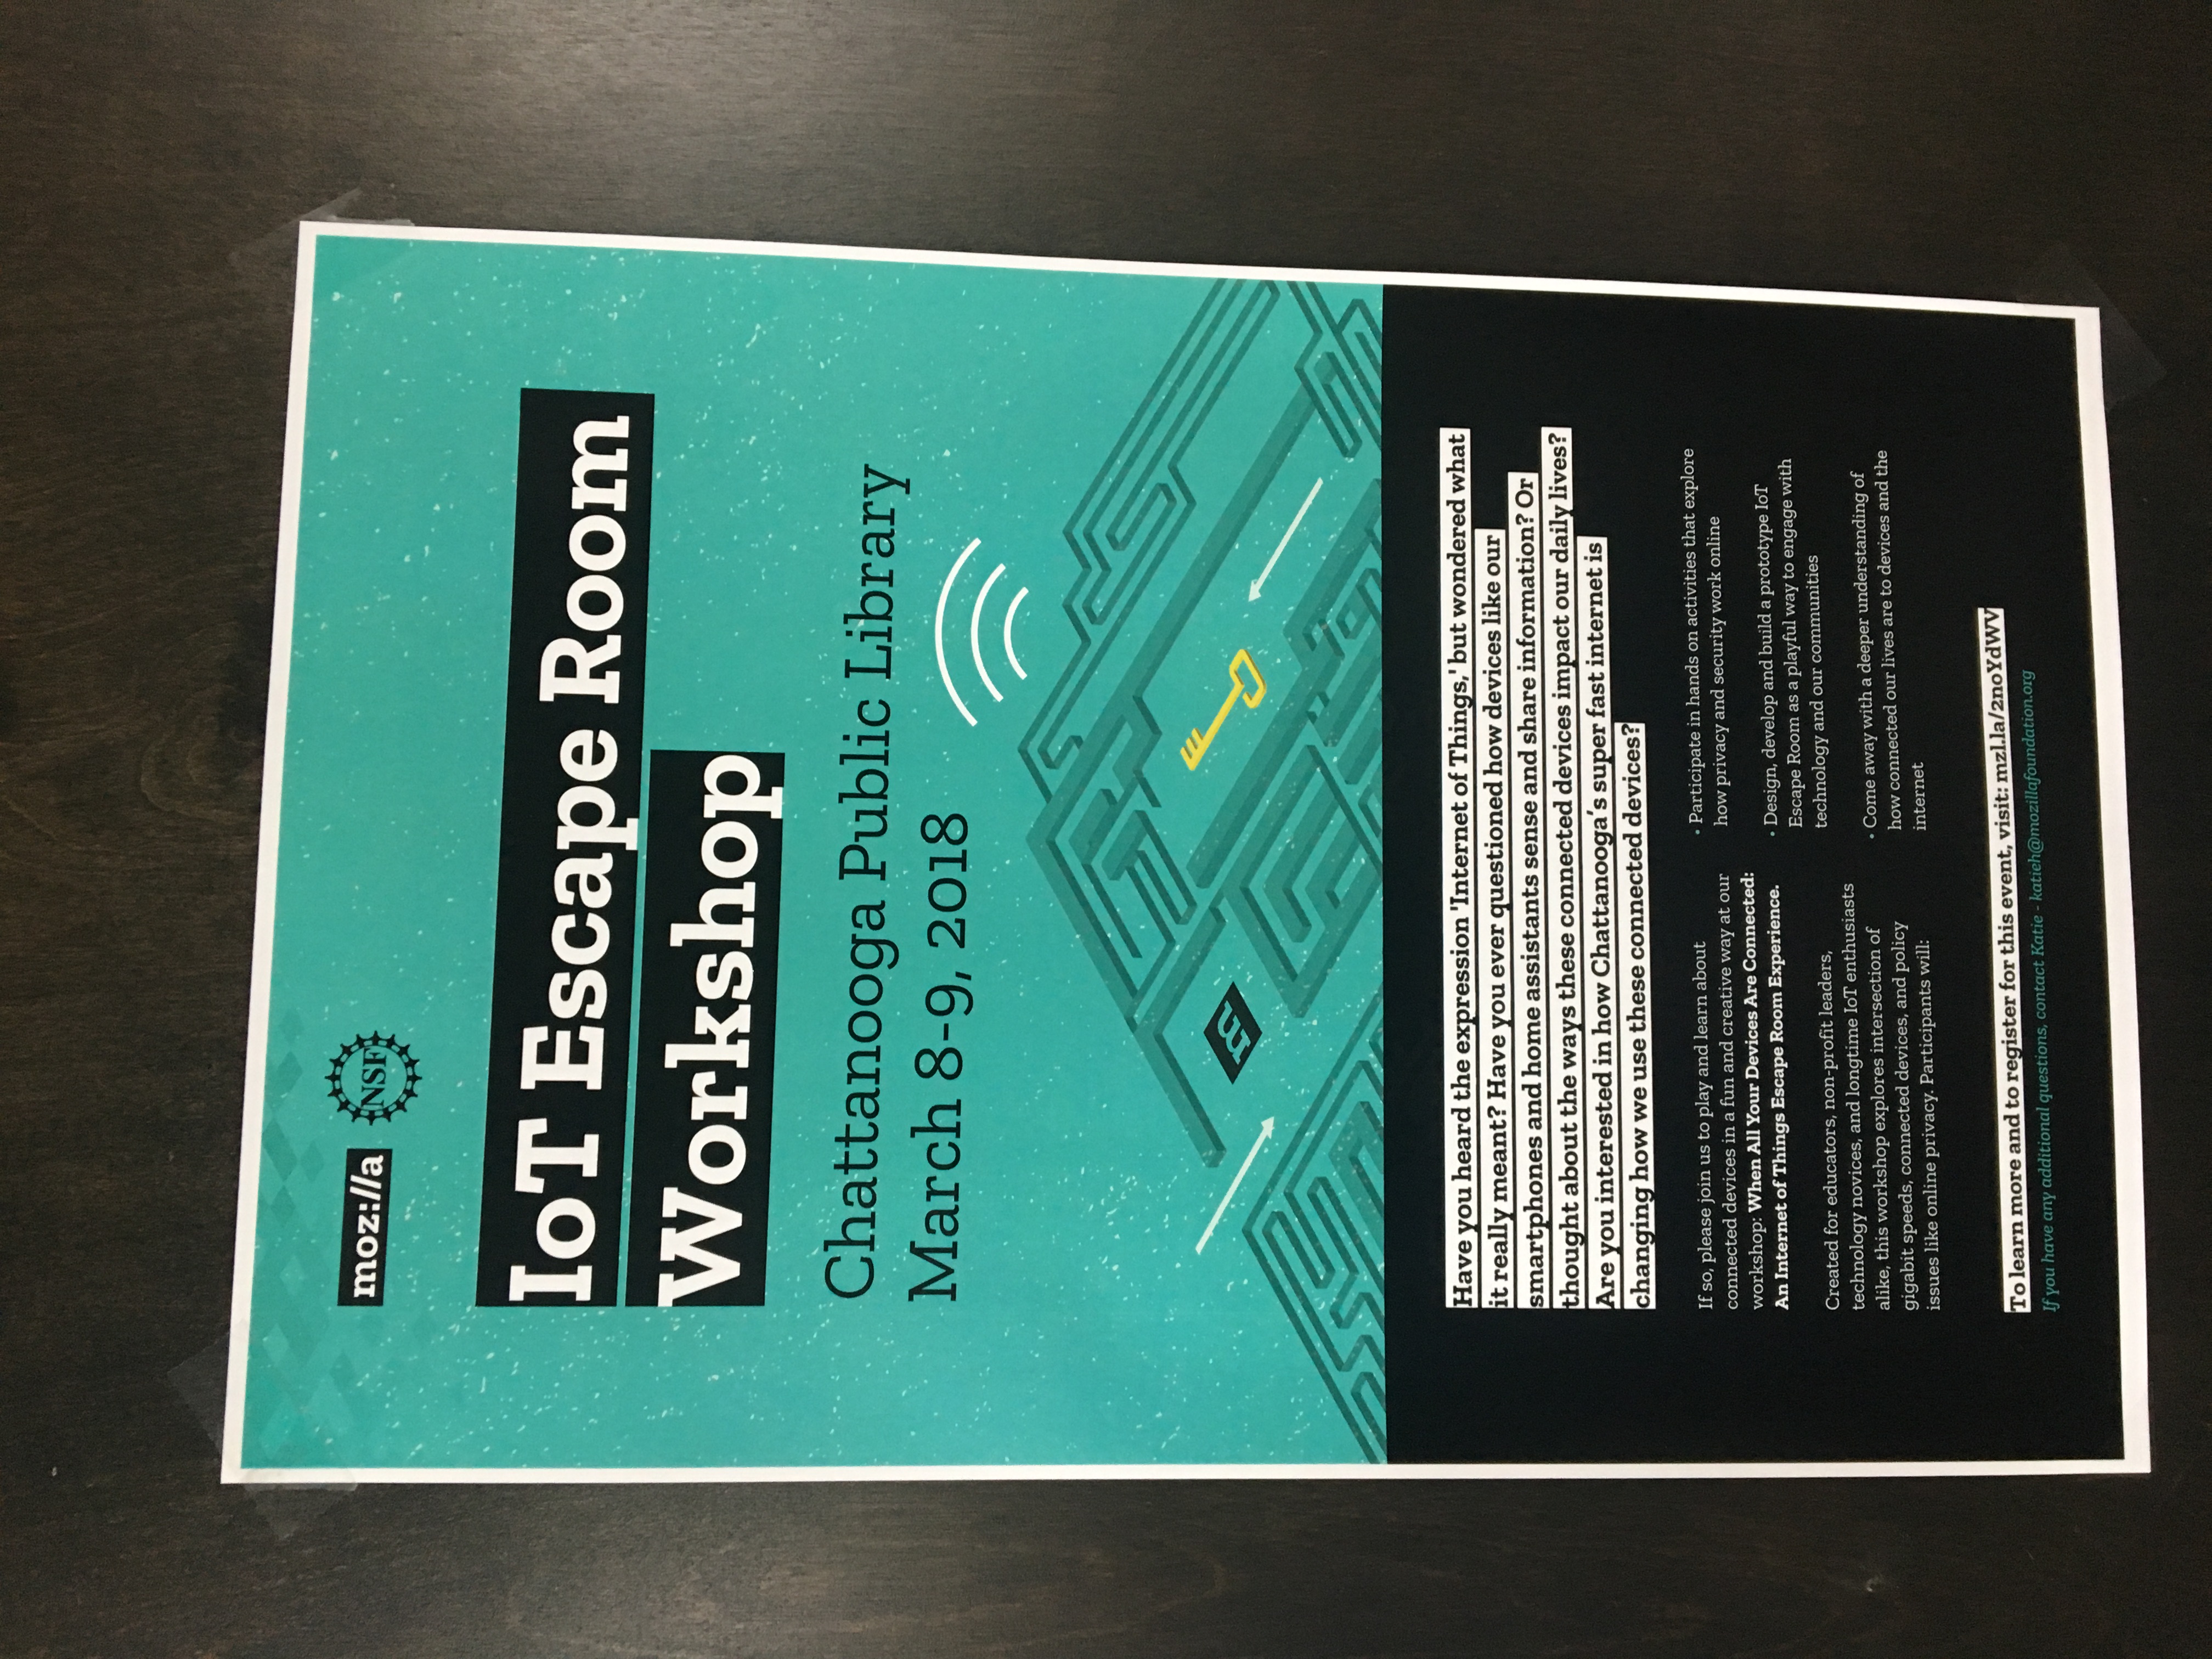 moz://a
NSF
IoT Escape Room
Workshop
Chattanooga Public Library
March 8-9, 2018
m
Have you heard the expression 'Internet of Things,' but wondered what
it really meant? Have you ever questioned how devices like our
smartphones and home assistants sense and share information? Or
thought about the ways these connected devices impact our daily lives?
Are you interested in how Chattanooga's super fast internet is
changing how we use these connected devices?
If so, please join us to play and learn about
connected devices in a fun and creative way at our
workshop: When All Your Devices Are Connected:
An Internet of Things Escape Room Experience.
Created for educators, non-profit leaders,
technology novices, and longtime IoT enthusiasts
alike, this workshop explores intersection of
gigabit speeds, connected devices, and policy
issues like online privacy. Participants will:
• Participate in hands on activities that explore
how privacy and security work online
• Design, develop and build a prototype IoT
Escape Room as a playful way to engage with
technology and our communities
• Come away with a deeper understanding of
how connected our lives are to devices and the
internet
To learn more and to register for this event, visit: mzl.la/2noYdWV
If you have any additional questions, contact Katie - katieh@mozillafoundation.org